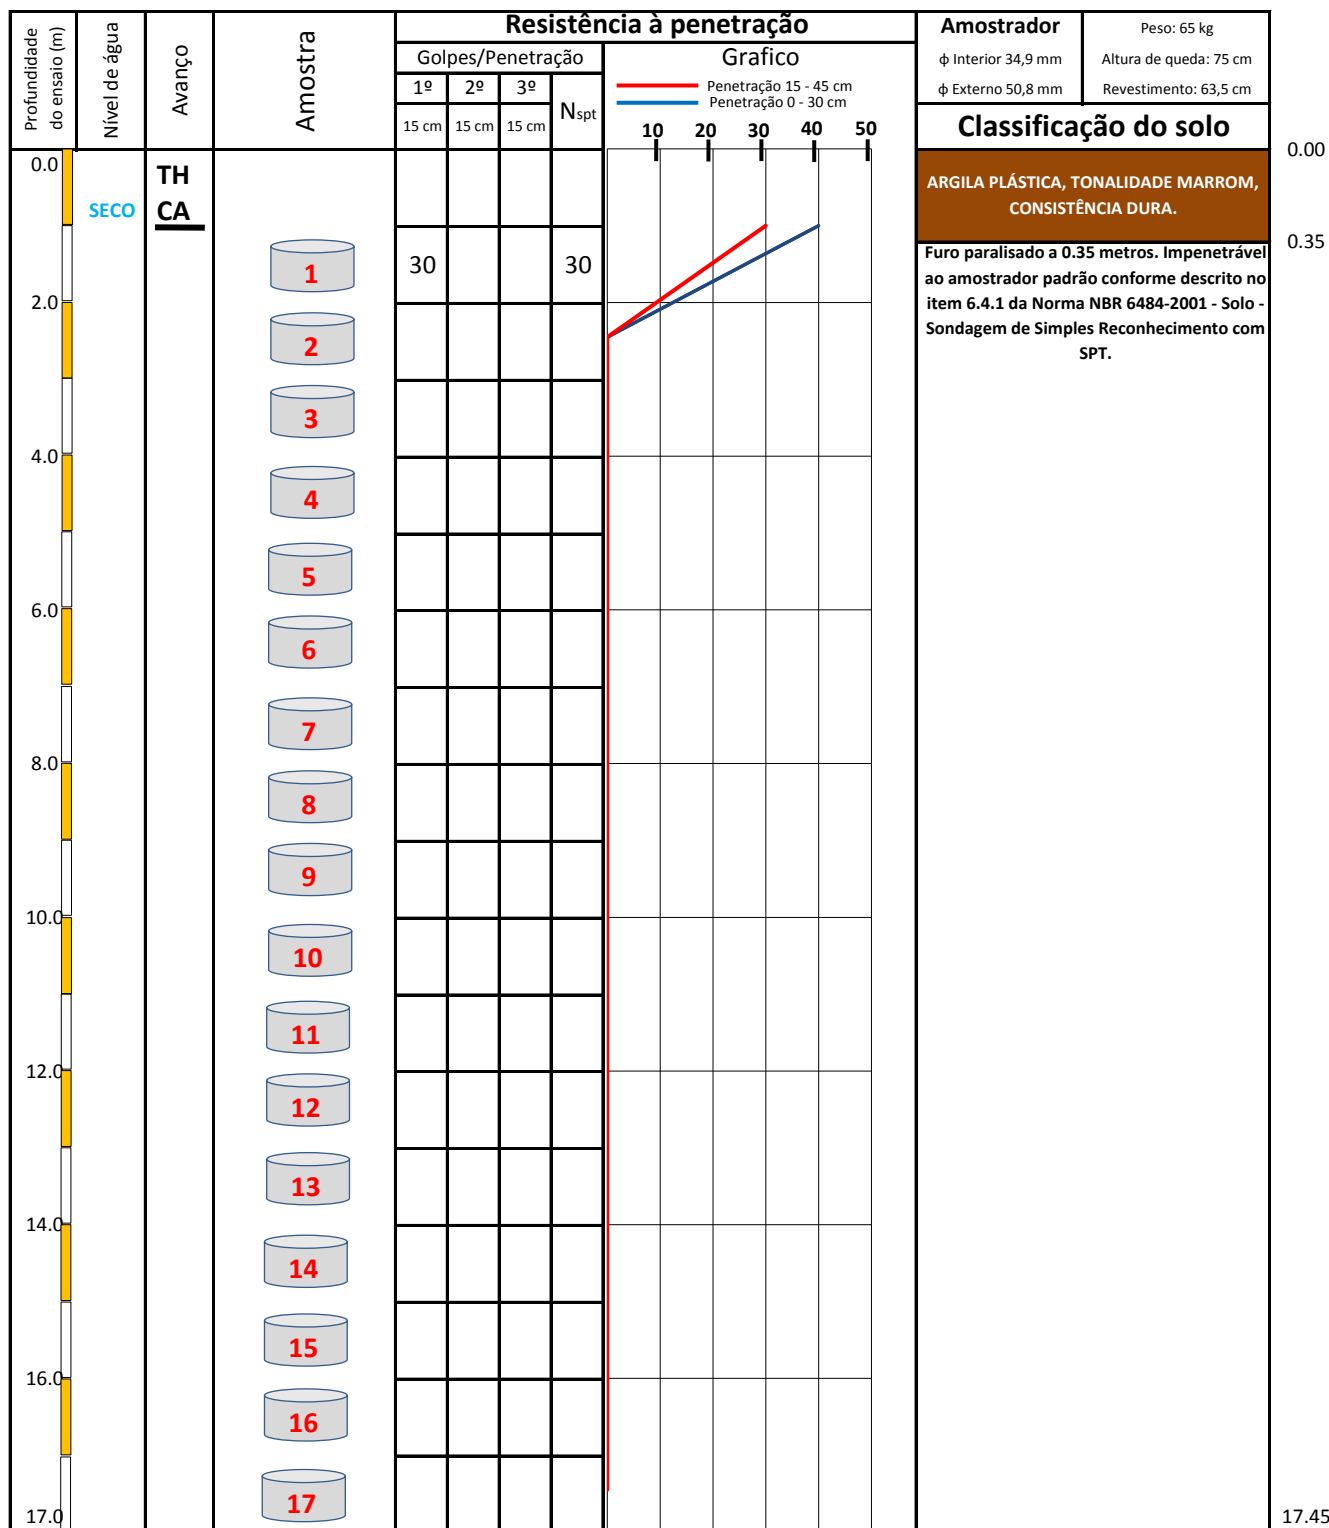 Profundidade
do ensaio (m)
Nível de água
Avanço
Amostra
Resistência à penetração
Golpes/Penetração
1º 2º 3º Nspt
15 cm 15 cm 15 cm
Grafico
Penetração 15 - 45 cm
Penetração 0 - 30 cm
10 20 30 40 50
Amostrador
ф Interior 34,9 mm
ф Externo 50,8 mm
Peso: 65 kg
Altura de queda: 75 cm
Revestimento: 63,5 cm
Classificação do solo
0.00
0.0
TH
SECO CA
ARGILA PLÁSTICA, TONALIDADE MARROM,
CONSISTÊNCIA DURA.
0.35
Furo paralisado a 0.35 metros. Impenetrável
ao amostrador padrão conforme descrito no
item 6.4.1 da Norma NBR 6484-2001 - Solo -
Sondagem de Simples Reconhecimento com
SPT.
1 30 30
2.0
2
3
4.0
4
5
6.0
6
7
8.0
8
9
10.0
10
11
12.0
12
13
14.0
14
15
16.0
16
17
17.0 17.45